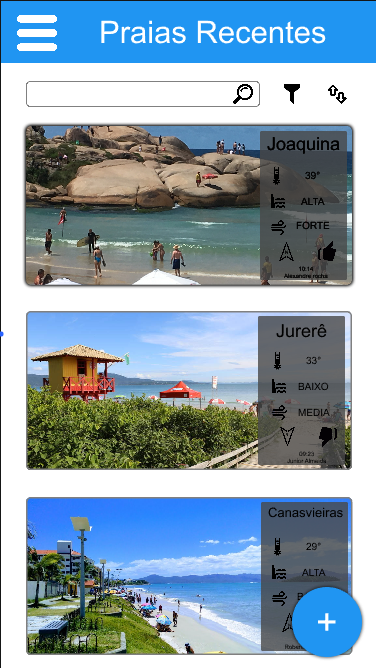 Praias Recentes
Joaquina
39°
ALTA
FORTE
10:14
Alexandre rocha
Jurerê
33°
BAIXO
MEDIA
09:23
Junior Almeida
Canasvieiras
29°
ALTA
+